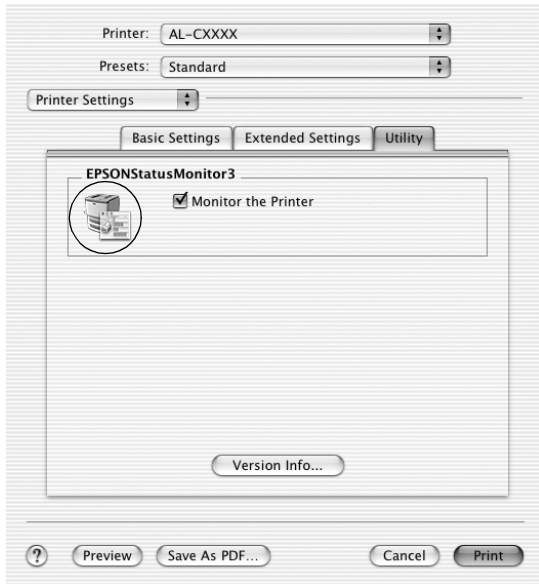 Printer: AL-CXXXX
Presets: Standard
Printer Settings
Basic Settings Extended Settings Utility
EPSONStatusMonitor3
Monitor the Printer
Version Info...
? Preview Save As PDF... Cancel Print